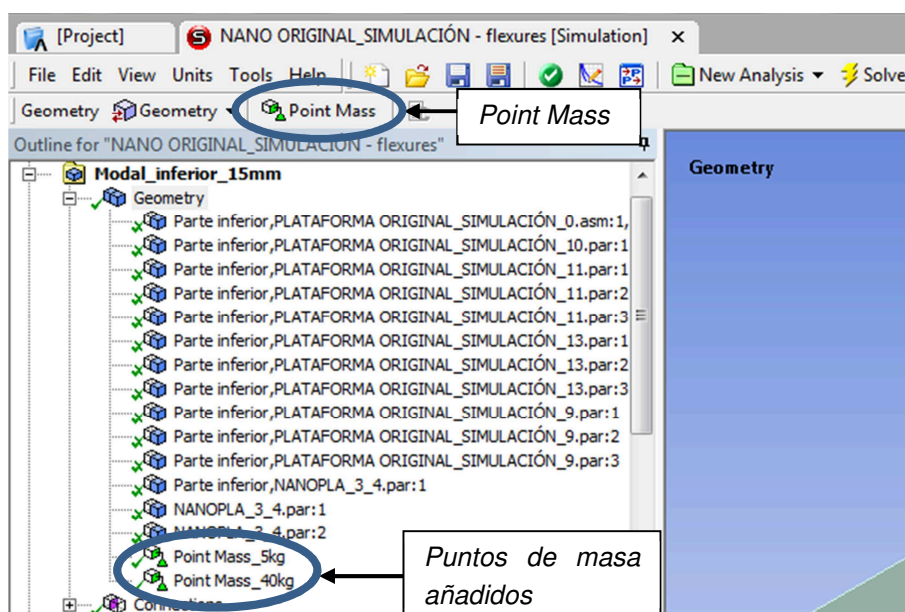 [Project] NANO ORIGINAL_SIMULACIÓN - flexures [Simulation]
File Edit View Units Tools Help New Analysis Solve
Geometry Geometry Point Mass
Point Mass
Outline for "NANO ORIGINAL_SIMULACIÓN - flexures"
Geometry
Modal_inferior_15mm
Geometry
Parte inferior,PLATAFORMA ORIGINAL_SIMULACIÓN_0.asm:1,
Parte inferior,PLATAFORMA ORIGINAL_SIMULACIÓN_10.par:1
Parte inferior,PLATAFORMA ORIGINAL_SIMULACIÓN_11.par:1
Parte inferior,PLATAFORMA ORIGINAL_SIMULACIÓN_11.par:2
Parte inferior,PLATAFORMA ORIGINAL_SIMULACIÓN_11.par:3
Parte inferior,PLATAFORMA ORIGINAL_SIMULACIÓN_13.par:1
Parte inferior,PLATAFORMA ORIGINAL_SIMULACIÓN_13.par:2
Parte inferior,PLATAFORMA ORIGINAL_SIMULACIÓN_13.par:3
Parte inferior,PLATAFORMA ORIGINAL_SIMULACIÓN_9.par:1
Parte inferior,PLATAFORMA ORIGINAL_SIMULACIÓN_9.par:2
Parte inferior,PLATAFORMA ORIGINAL_SIMULACIÓN_9.par:3
Parte inferior,NANOPLA_3_4.par:1
NANOPLA_3_4.par:1
NANOPLA_3_4.par:2
Point Mass_5kg
Point Mass_40kg
Connections
Puntos de masa
añadidos